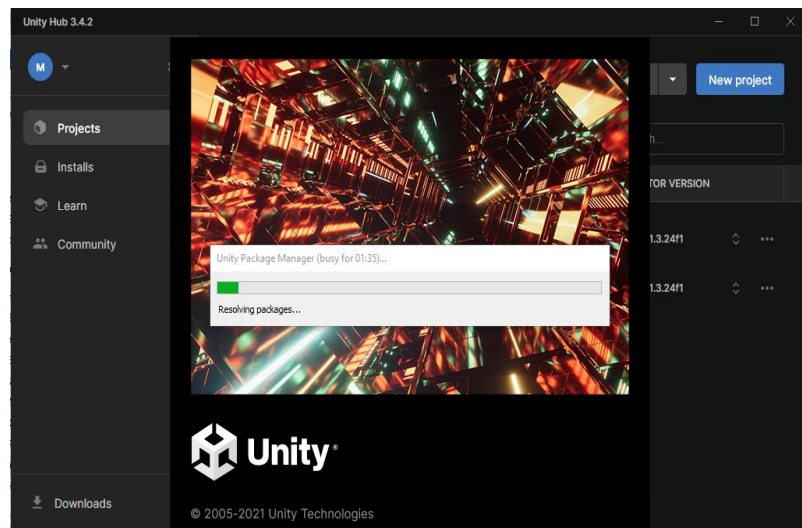 Unity Hub 3.4.2
M
New project
Projects
h...
Installs
TOR VERSION
Learn
Community
1.3.24f1
Unity Package Manager (busy for 01:35)...
1.3.24f1
Resolving packages...
Unity®
Downloads
© 2005-2021 Unity Technologies